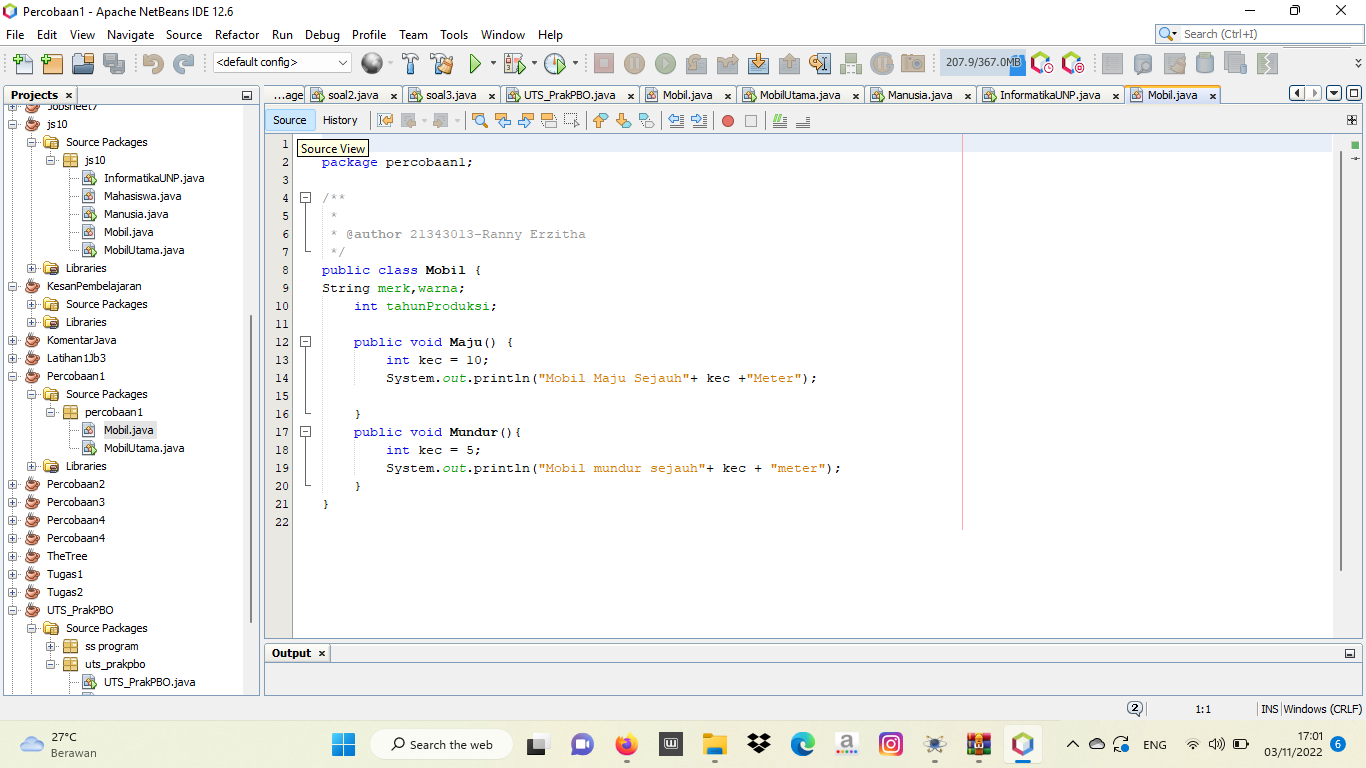 Percobaan1 - Apache NetBeans IDE 12.6
File Edit View Navigate Source Refactor Run Debug Profile Team Tools Window Help
Search (Ctrl+I)
<default config>
207.9/367.0MB
Projects
...age soal2.java soal3.java UTS_PrakPBO.java Mobil.java MobilUtama.java Manusia.java InformatikaUNP.java Mobil.java
Source History
Source View
Jobsheet7
js10
Source Packages
js10
InformatikaUNP.java
Mahasiswa.java
Manusia.java
Mobil.java
MobilUtama.java
Libraries
KesanPembelajaran
Source Packages
Libraries
KomentarJava
Latihan1Jb3
Percobaan1
Source Packages
percobaan1
Mobil.java
MobilUtama.java
Libraries
Percobaan2
Percobaan3
Percobaan4
Percobaan4
TheTree
Tugas1
Tugas2
UTS_PrakPBO
Source Packages
ss program
uts_prakpbo
UTS_PrakPBO.java
1
2 package percobaan1;
3
4 /**
5 *
6 * @author 21343013-Ranny Erzitha
7 */
8 public class Mobil {
9 String merk,warna;
10 int tahunProduksi;
11
12 public void Maju() {
13 int kec = 10;
14 System.out.println("Mobil Maju Sejauh"+ kec +"Meter");
15
16 }
17 public void Mundur(){
18 int kec = 5;
19 System.out.println("Mobil mundur sejauh"+ kec + "meter");
20 }
21 }
22
Output
2 1:1 INS Windows (CRLF)
27°C
Berawan
Search the web
ENG
17:01
03/11/2022
6